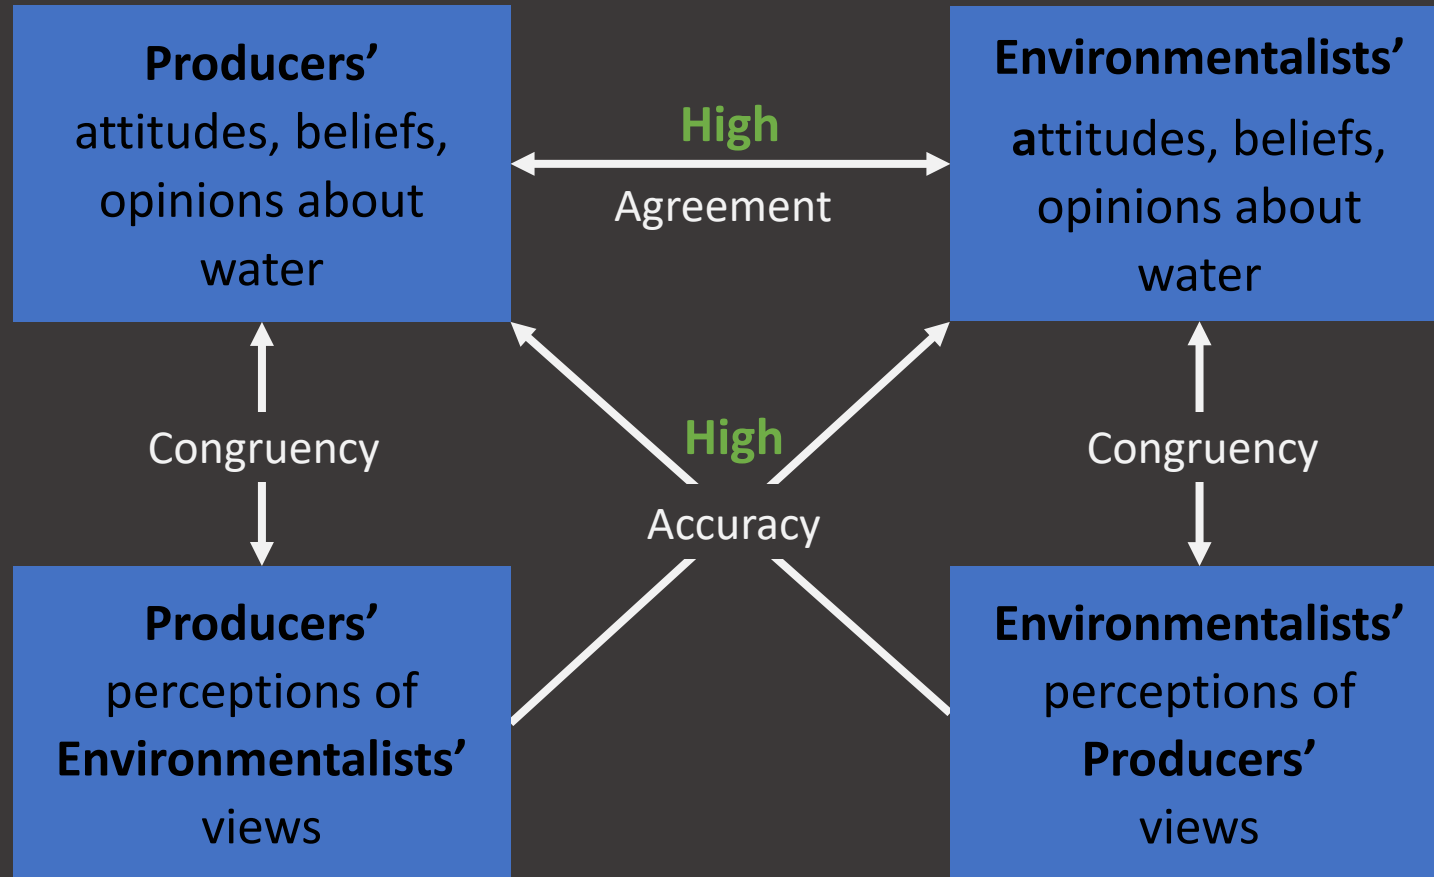 Producers’
attitudes, beliefs,
opinions about
water
High
Agreement
Environmentalists’
attitudes, beliefs,
opinions about
water
Congruency
High
Accuracy
Congruency
Producers’
perceptions of
Environmentalists’
views
Environmentalists’
perceptions of
Producers’
views